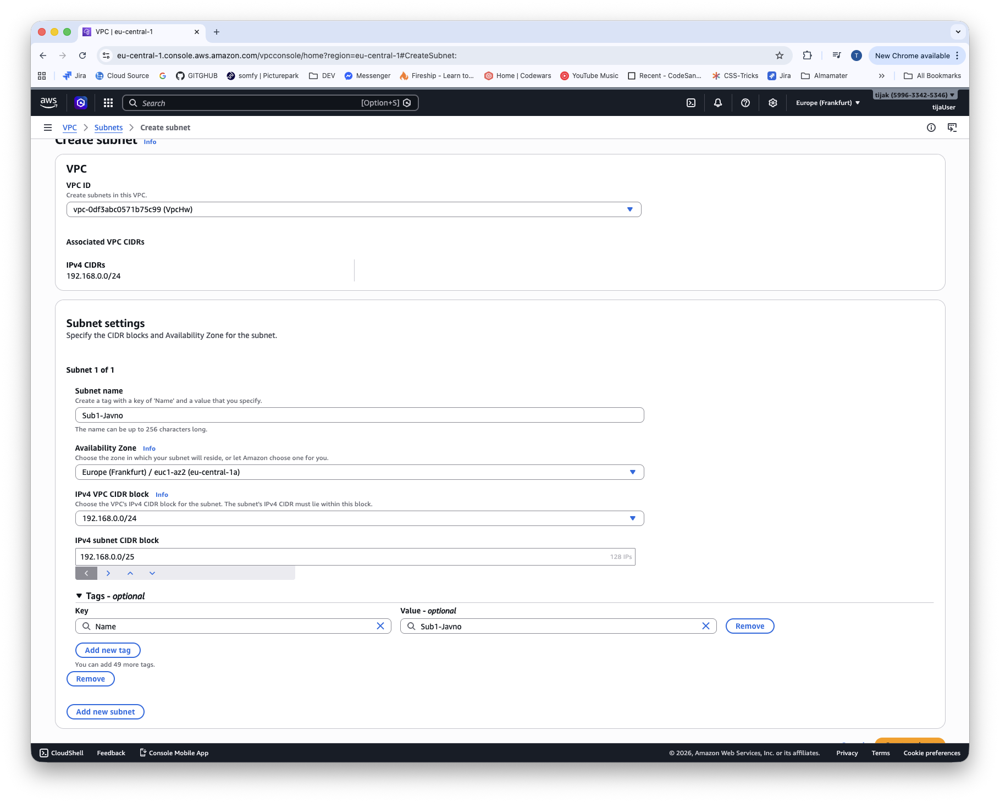 VPC | eu-central-1
eu-central-1.console.aws.amazon.com/vpcconsole/home?region=eu-central-1#CreateSubnet:
T
New Chrome available
Jira
Cloud Source
GITGHUB
somfy | Picturepark
DEV
Messenger
Fireship - Learn to...
Home | Codewars
YouTube Music
Recent - CodeSan...
CSS-Tricks
Jira
Almamater
All Bookmarks
aws
Search
[Option+S]
Europe (Frankfurt)
tijak (5996-3342-5346)
tijaUser
VPC
Subnets
Create subnet
Create subnet Info
VPC
VPC ID
Create subnets in this VPC.
vpc-0df3abc0571b75c99 (VpcHw)
Associated VPC CIDRs
IPv4 CIDRs
192.168.0.0/24
Subnet settings
Specify the CIDR blocks and Availability Zone for the subnet.
Subnet 1 of 1
Subnet name
Create a tag with a key of 'Name' and a value that you specify.
Sub1-Javno
The name can be up to 256 characters long.
Availability Zone Info
Choose the zone in which your subnet will reside, or let Amazon choose one for you.
Europe (Frankfurt) / euc1-az2 (eu-central-1a)
IPv4 VPC CIDR block Info
Choose the VPC's IPv4 CIDR block for the subnet. The subnet's IPv4 CIDR must lie within this block.
192.168.0.0/24
IPv4 subnet CIDR block
192.168.0.0/25
128 IPs
Tags - optional
Key
Value - optional
Name
Sub1-Javno
Remove
Add new tag
You can add 49 more tags.
Remove
Add new subnet
CloudShell
Feedback
Console Mobile App
© 2026, Amazon Web Services, Inc. or its affiliates.
Privacy
Terms
Cookie preferences